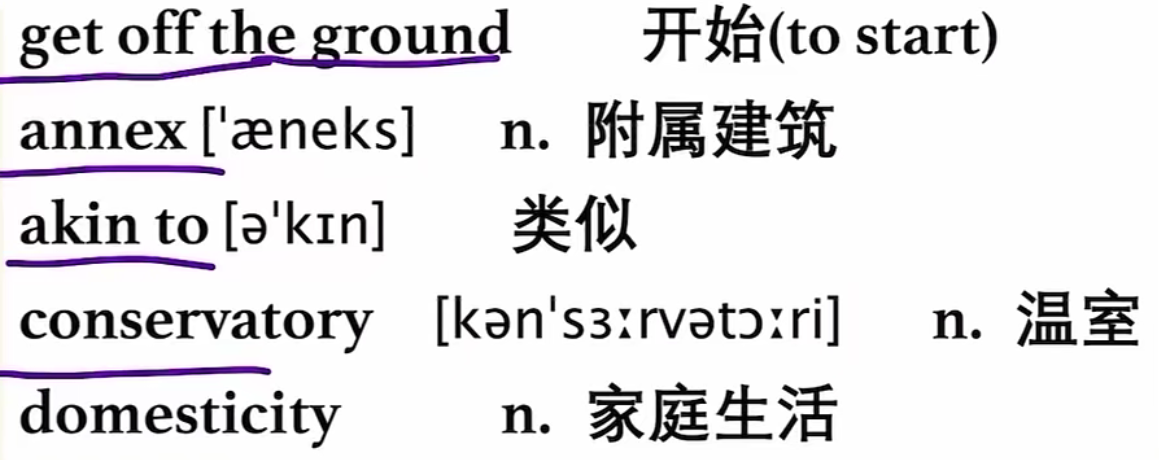 get off the ground 开始(to start)
annex [ˈæneks] n. 附属建筑
akin to [əˈkɪn] 类似
conservatory [kənˈsɜːrvətɔːri] n. 温室
domesticity n. 家庭生活